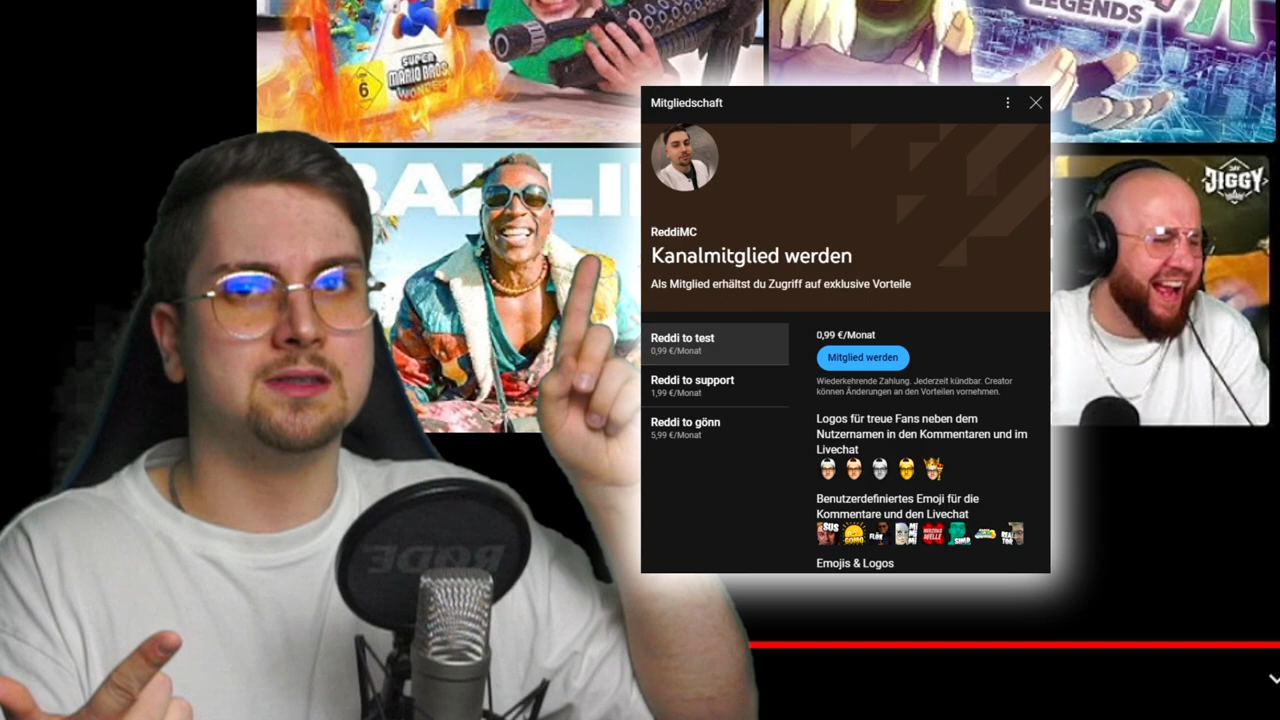 LEGENDS
SUPER
MARIO BROS.
WONDER
6
BALLI
JIGGY
Mitgliedschaft
ReddiMC
Kanalmitglied werden
Als Mitglied erhältst du Zugriff auf exklusive Vorteile
Reddi to test
0,99 €/Monat
Reddi to support
1,99 €/Monat
Reddi to gönn
5,99 €/Monat
0,99 €/Monat
Mitglied werden
Wiederkehrende Zahlung. Jederzeit kündbar. Creator
können Änderungen an den Vorteilen vornehmen.
Logos für treue Fans neben dem
Nutzernamen in den Kommentaren und im
Livechat
Benutzerdefiniertes Emoji für die
Kommentare und den Livechat
SUS
Emojis & Logos
RØDE